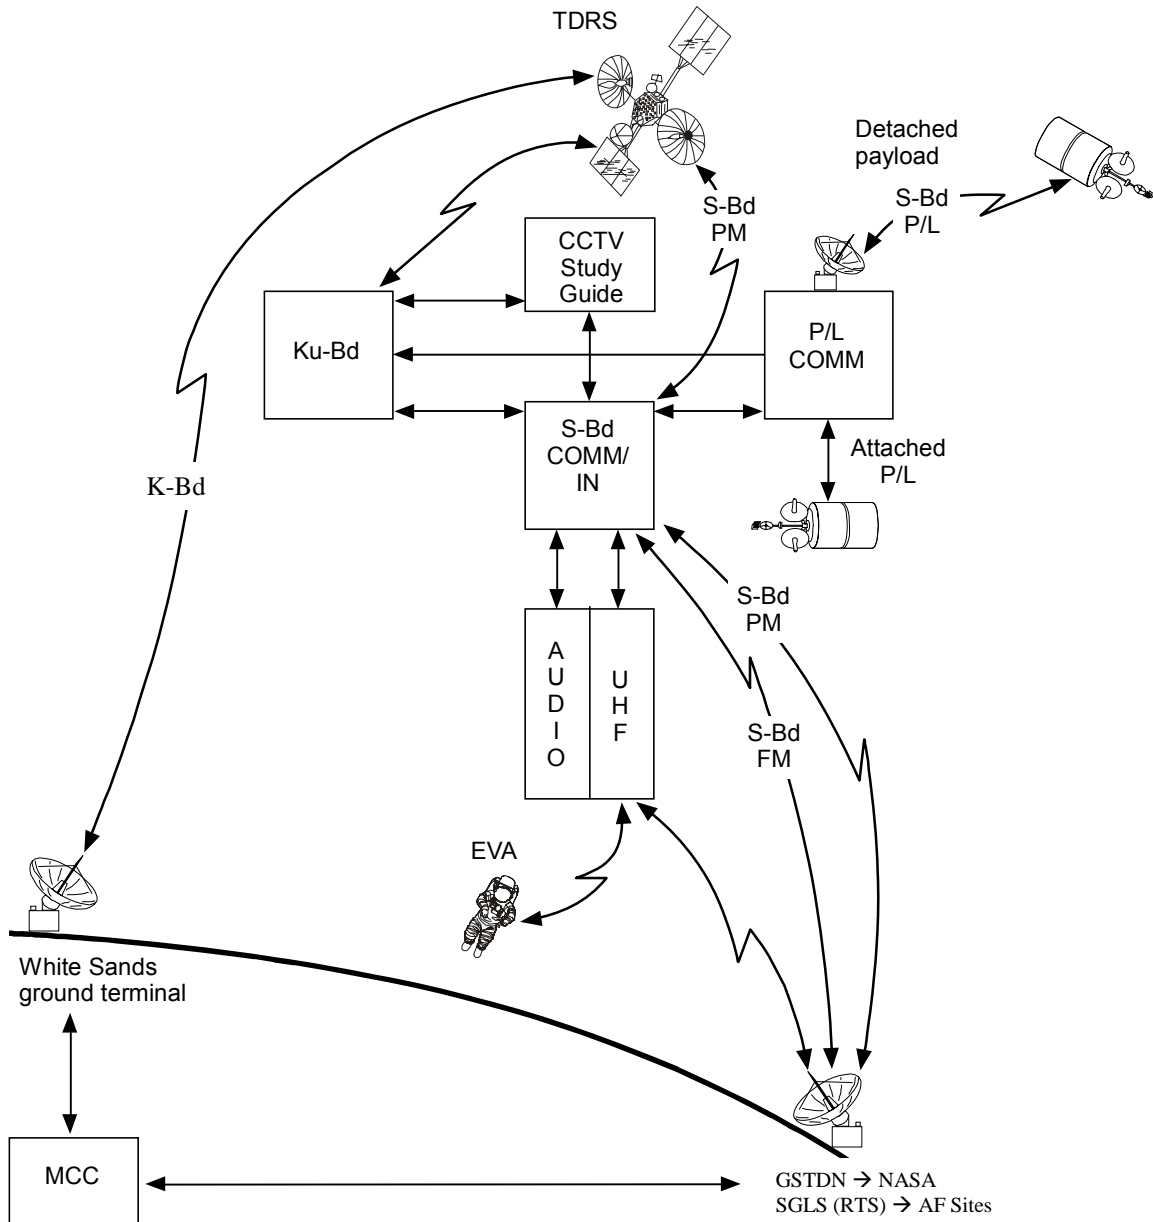 TDRS
Detached
payload
S-Bd
P/L
S-Bd
PM
CCTV
Study
Guide
Ku-Bd
P/L
COMM
S-Bd
COMM/
IN
Attached
P/L
K-Bd
S-Bd
PM
A
U
D
I
O
U
H
F
S-Bd
FM
EVA
White Sands
ground terminal
MCC
GSTDN → NASA
SGLS (RTS) → AF Sites